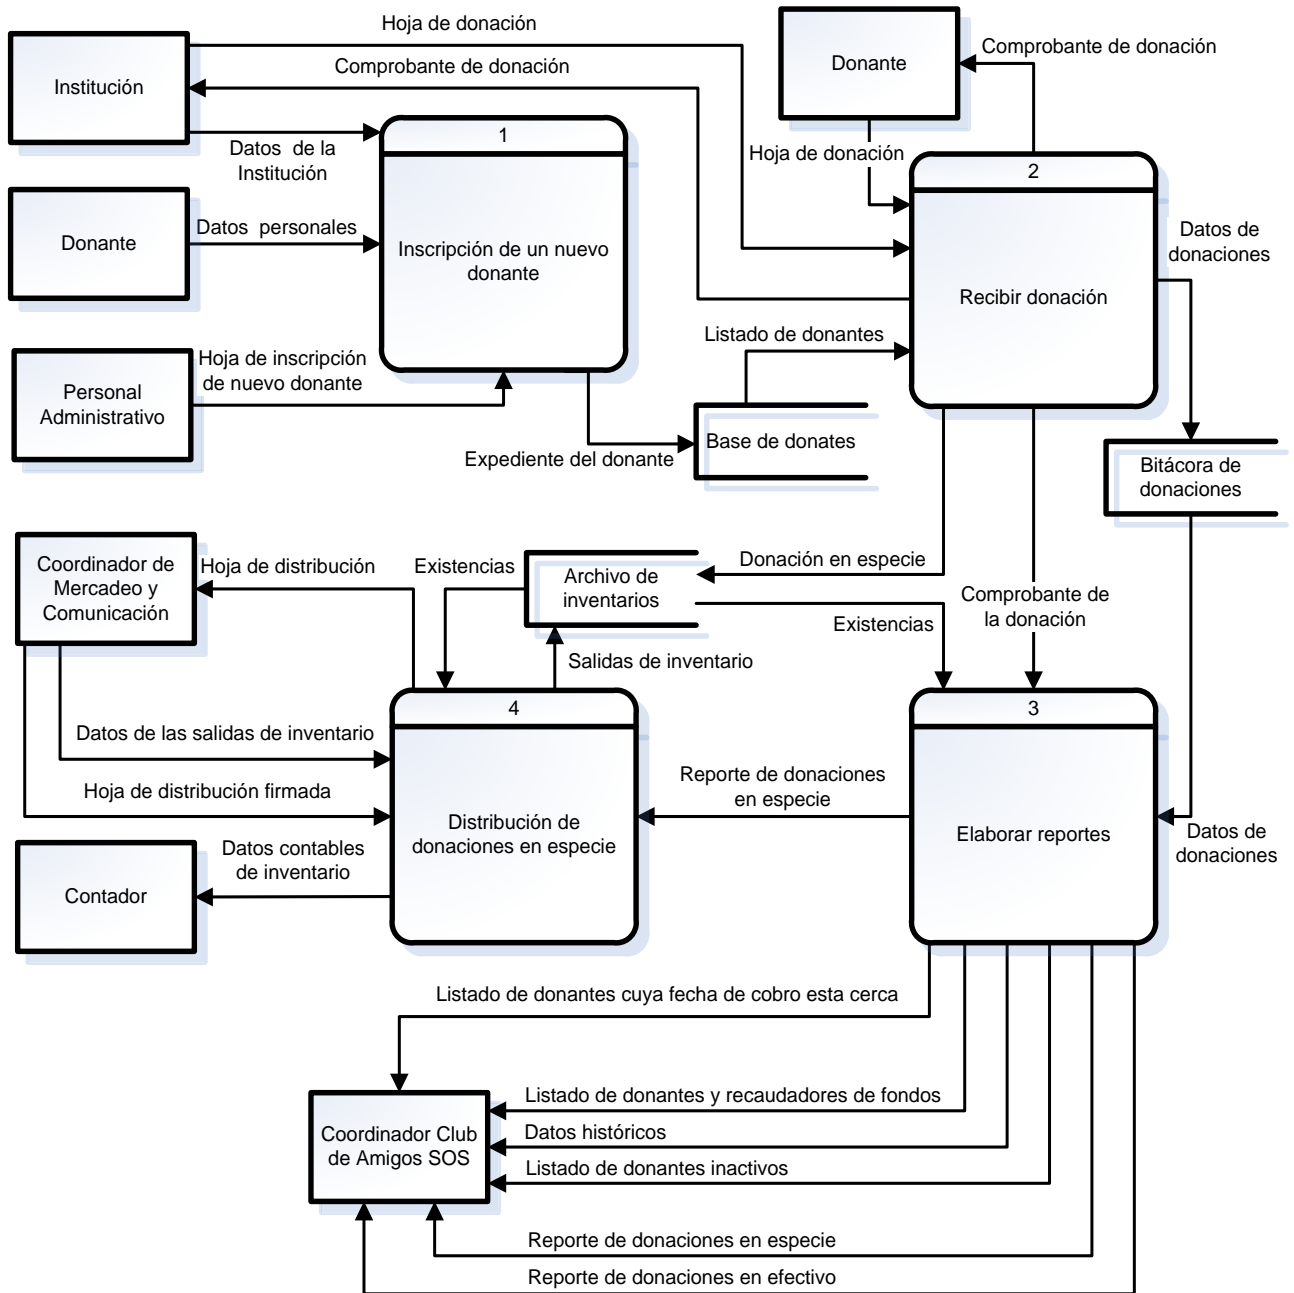 Hoja de donación
Institución
Comprobante de donación
Donante
Comprobante de donación
Datos de la
Institución
1
Inscripción de un nuevo
donante
Hoja de donación
2
Recibir donación
Donante
Datos personales
Datos de
donaciones
Personal
Administrativo
Hoja de inscripción
de nuevo donante
Listado de donantes
Expediente del donante
Base de donates
Bitácora de
donaciones
Coordinador de
Mercadeo y
Comunicación
Hoja de distribución
Existencias
Archivo de
inventarios
Donación en especie
Existencias
Comprobante de
la donación
Salidas de inventario
Datos de las salidas de inventario
Hoja de distribución firmada
4
Distribución de
donaciones en especie
Reporte de donaciones
en especie
3
Elaborar reportes
Datos de
donaciones
Contador
Datos contables
de inventario
Listado de donantes cuya fecha de cobro esta cerca
Coordinador Club
de Amigos SOS
Listado de donantes y recaudadores de fondos
Datos históricos
Listado de donantes inactivos
Reporte de donaciones en especie
Reporte de donaciones en efectivo